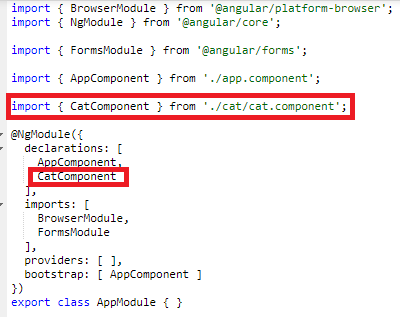 import { BrowserModule } from '@angular/platform-browser';
import { NgModule } from '@angular/core';
import { FormsModule } from '@angular/forms';
import { AppComponent } from './app.component';
import { CatComponent } from './cat/cat.component';
@NgModule({
declarations: [
AppComponent,
CatComponent
],
imports: [
BrowserModule,
FormsModule
],
providers: [ ],
bootstrap: [ AppComponent ]
})
export class AppModule { }